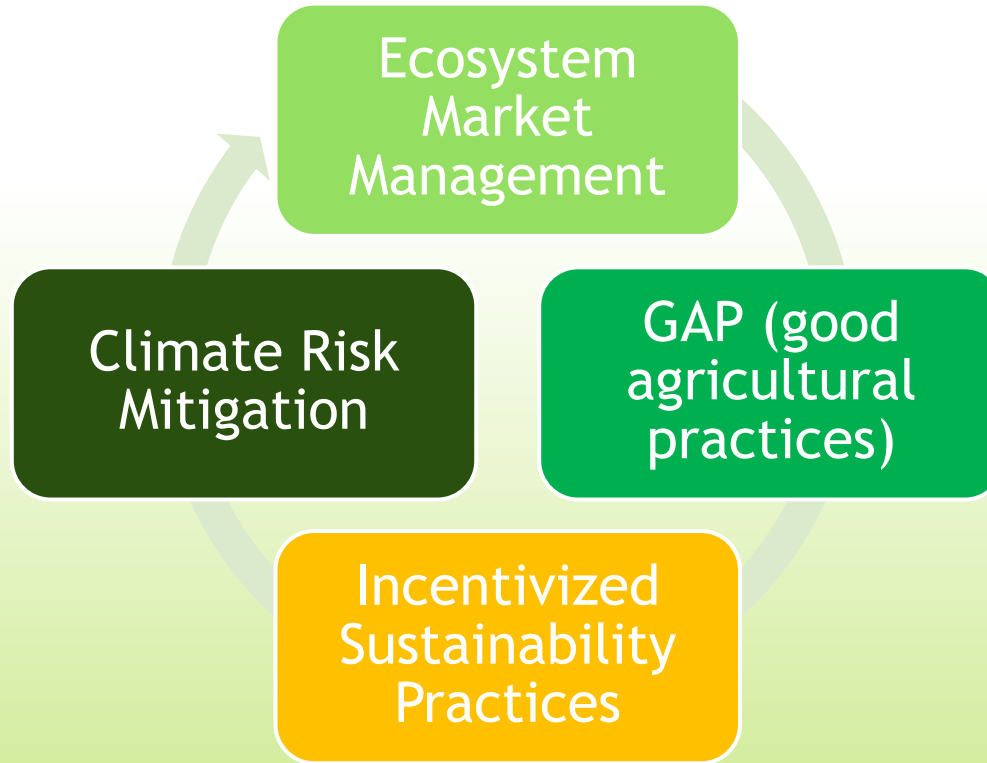 Ecosystem
Market
Management
GAP (good
agricultural
practices)
Incentivized
Sustainability
Practices
Climate Risk
Mitigation